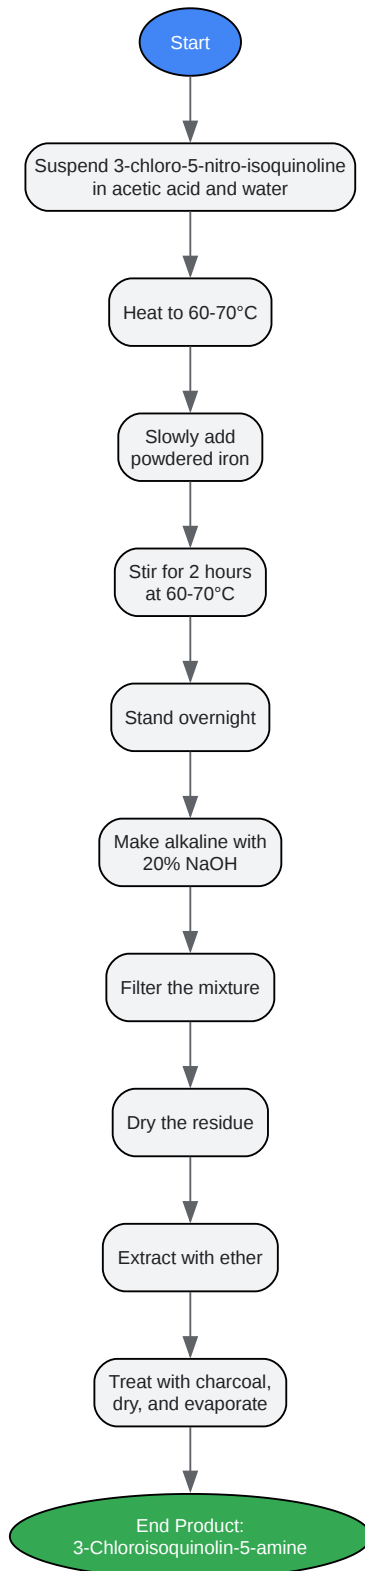 Start
Suspend 3-chloro-5-nitro-isoquinoline
in acetic acid and water
Heat to 60-70°C
Slowly add
powdered iron
Stir for 2 hours
at 60-70°C
Stand overnight
Make alkaline with
20% NaOH
Filter the mixture
Dry the residue
Extract with ether
Treat with charcoal,
dry, and evaporate
End Product:
3-Chloroisoquinolin-5-amine